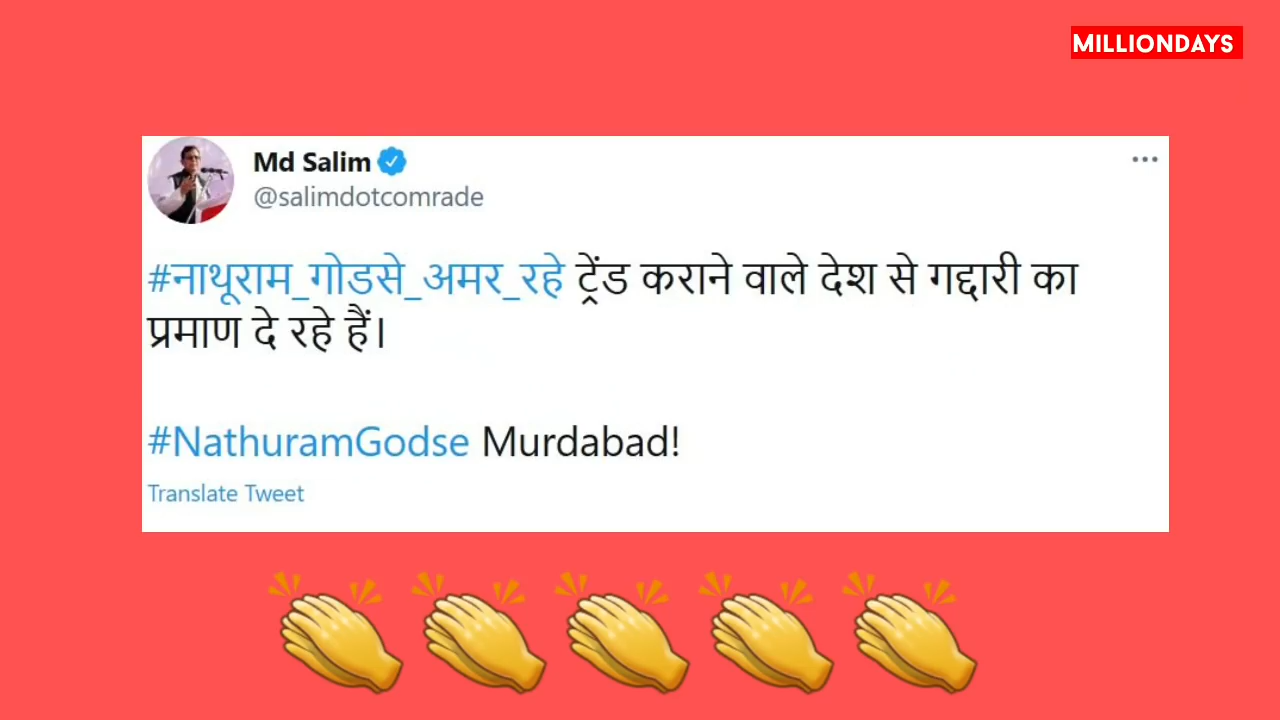 MILLIONDAYS
Md Salim
@salimdotcomrade
#नाथूराम_गोडसे_अमर_रहे ट्रेंड कराने वाले देश से गद्दारी का
प्रमाण दे रहे हैं।
#NathuramGodse Murdabad!
Translate Tweet